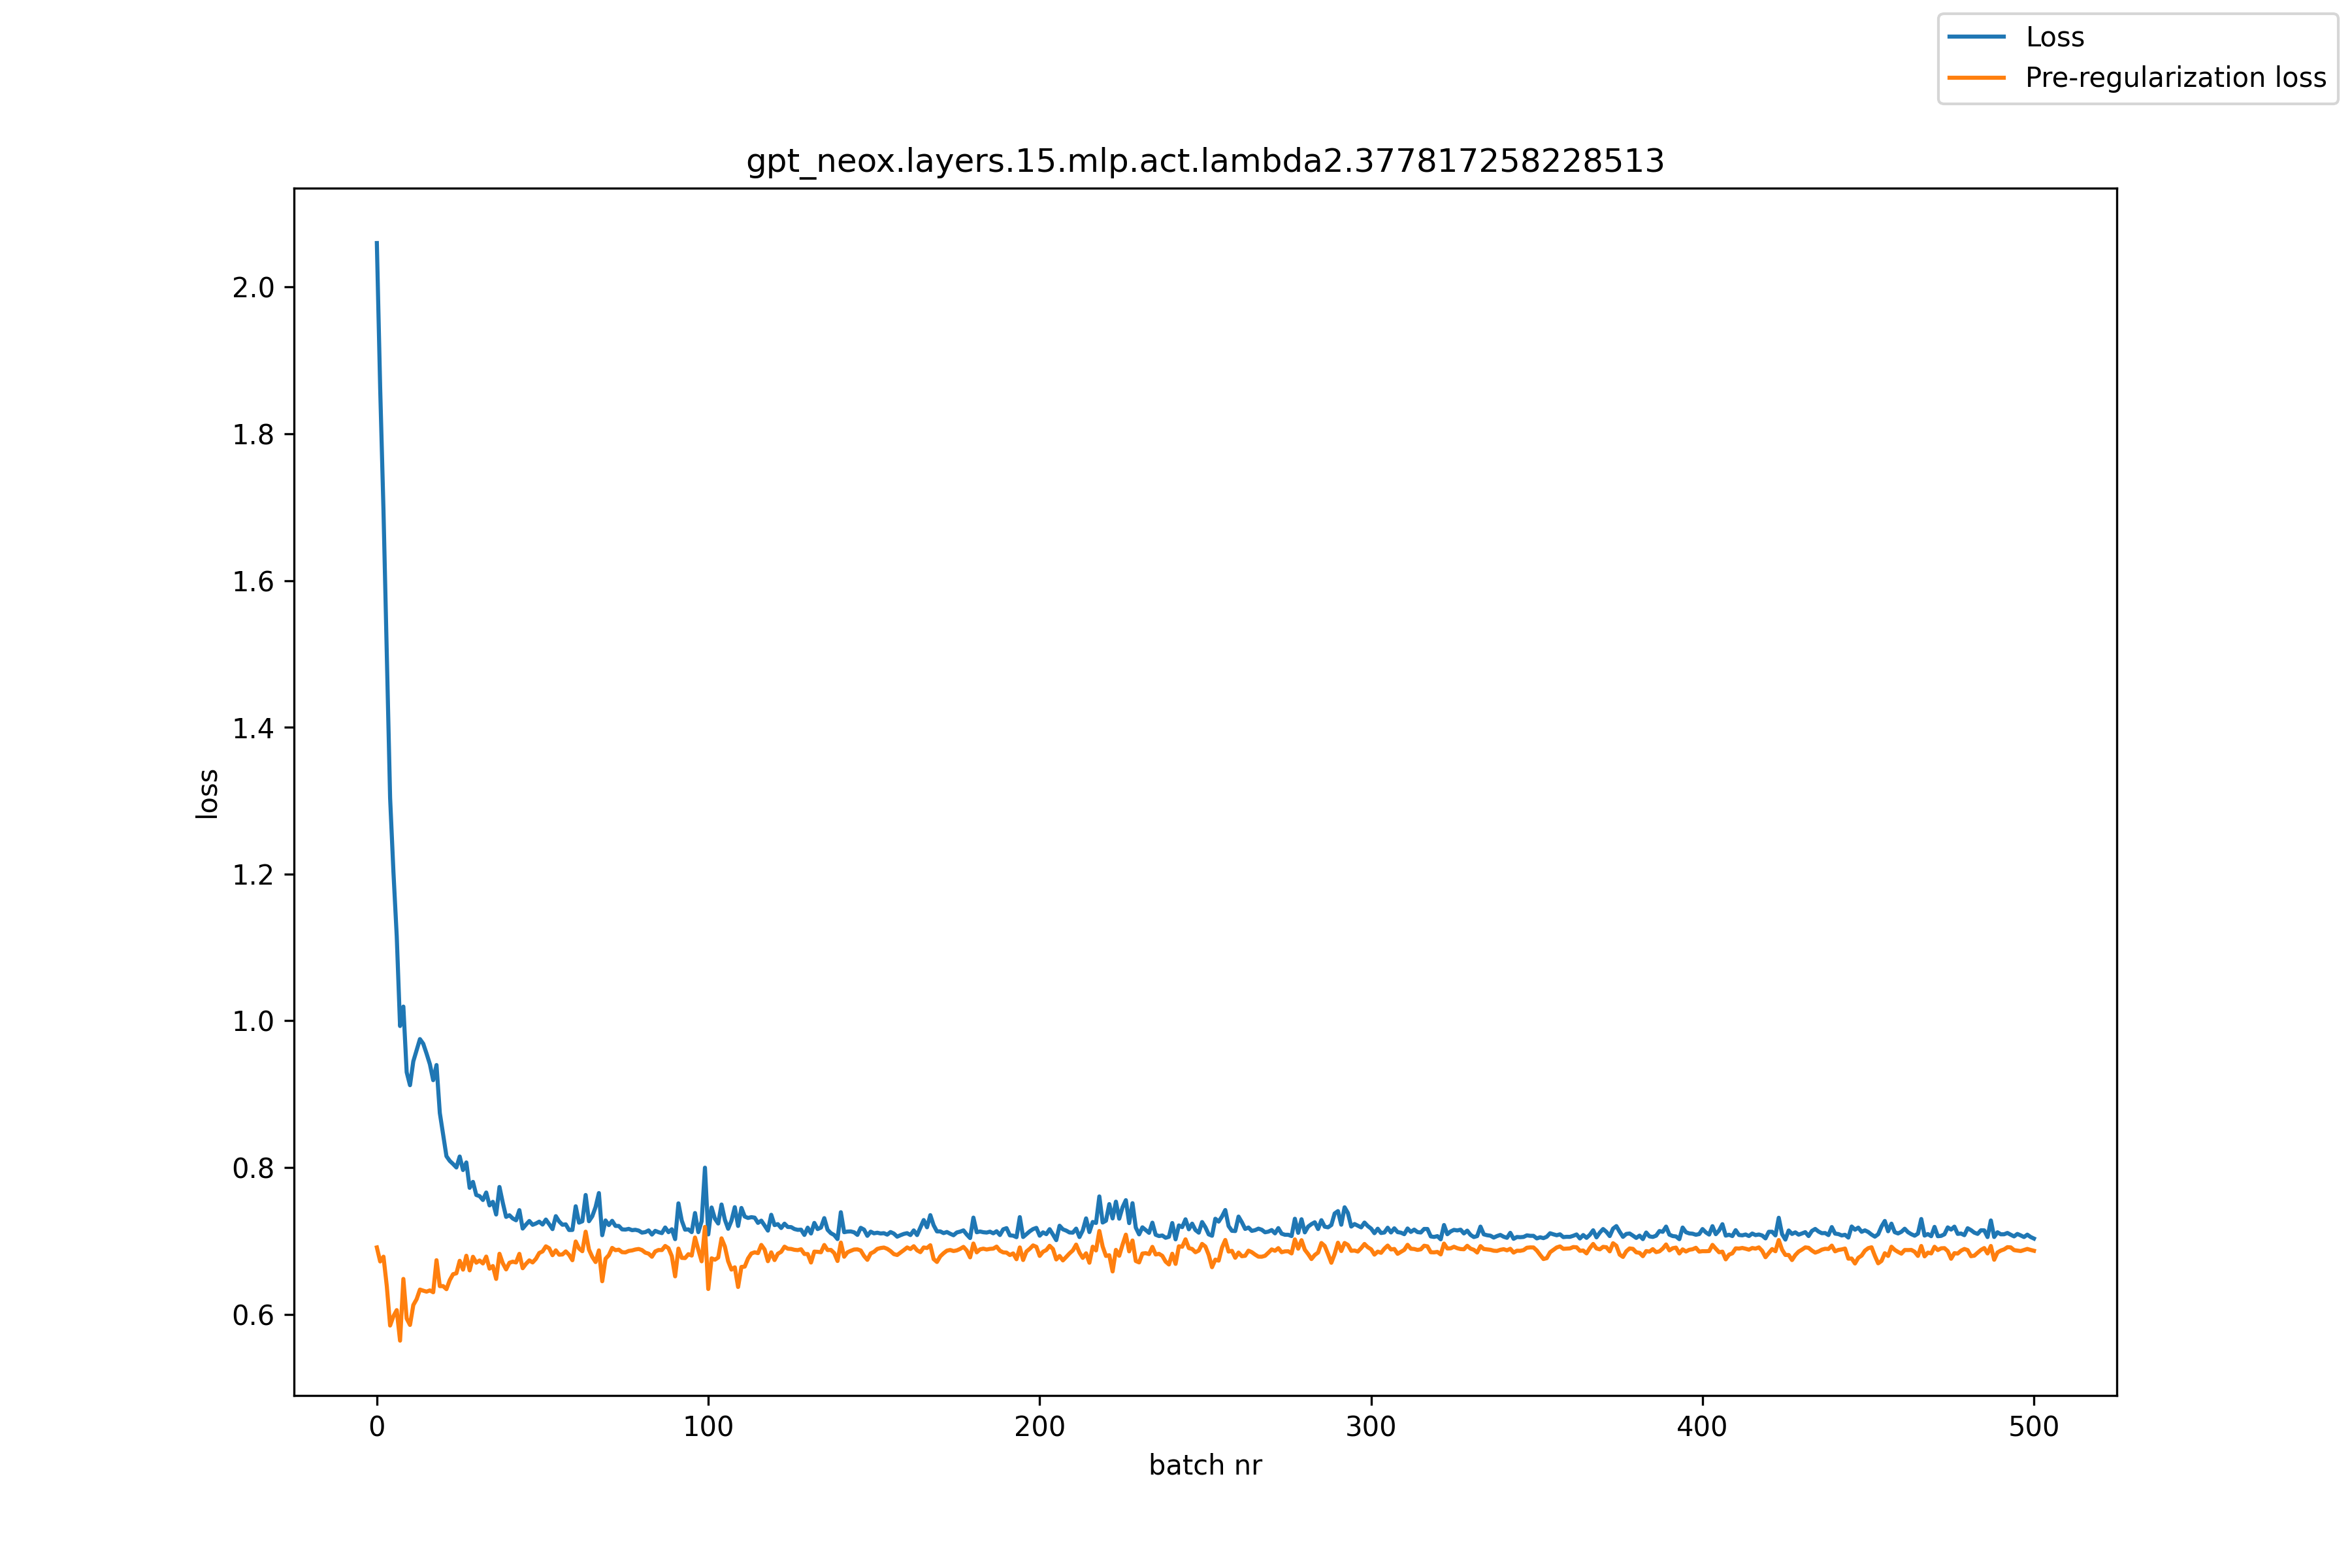 Loss
Pre-regularization loss
gpt_neox.layers.15.mlp.act.lambda2.377817258228513
2.0
1.8
1.6
1.4
1.2
1.0
0.8
0.6
loss
0 100 200 300 400 500
batch nr